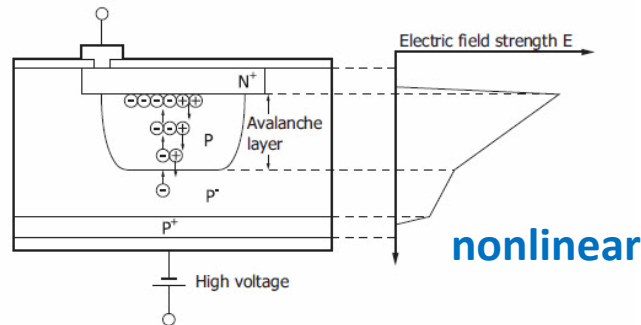 Electric field strength E
N+
Avalanche
layer
P
P-
P+
nonlinear
High voltage